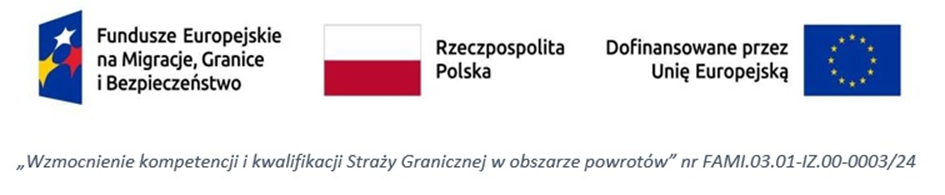 Fundusze Europejskie
na Migracje, Granice
i Bezpieczeństwo
Rzeczpospolita
Polska
Dofinansowane przez
Unię Europejską
„Wzmocnienie kompetencji i kwalifikacji Straży Granicznej w obszarze powrotów” nr FAMI.03.01-IZ.00-0003/24